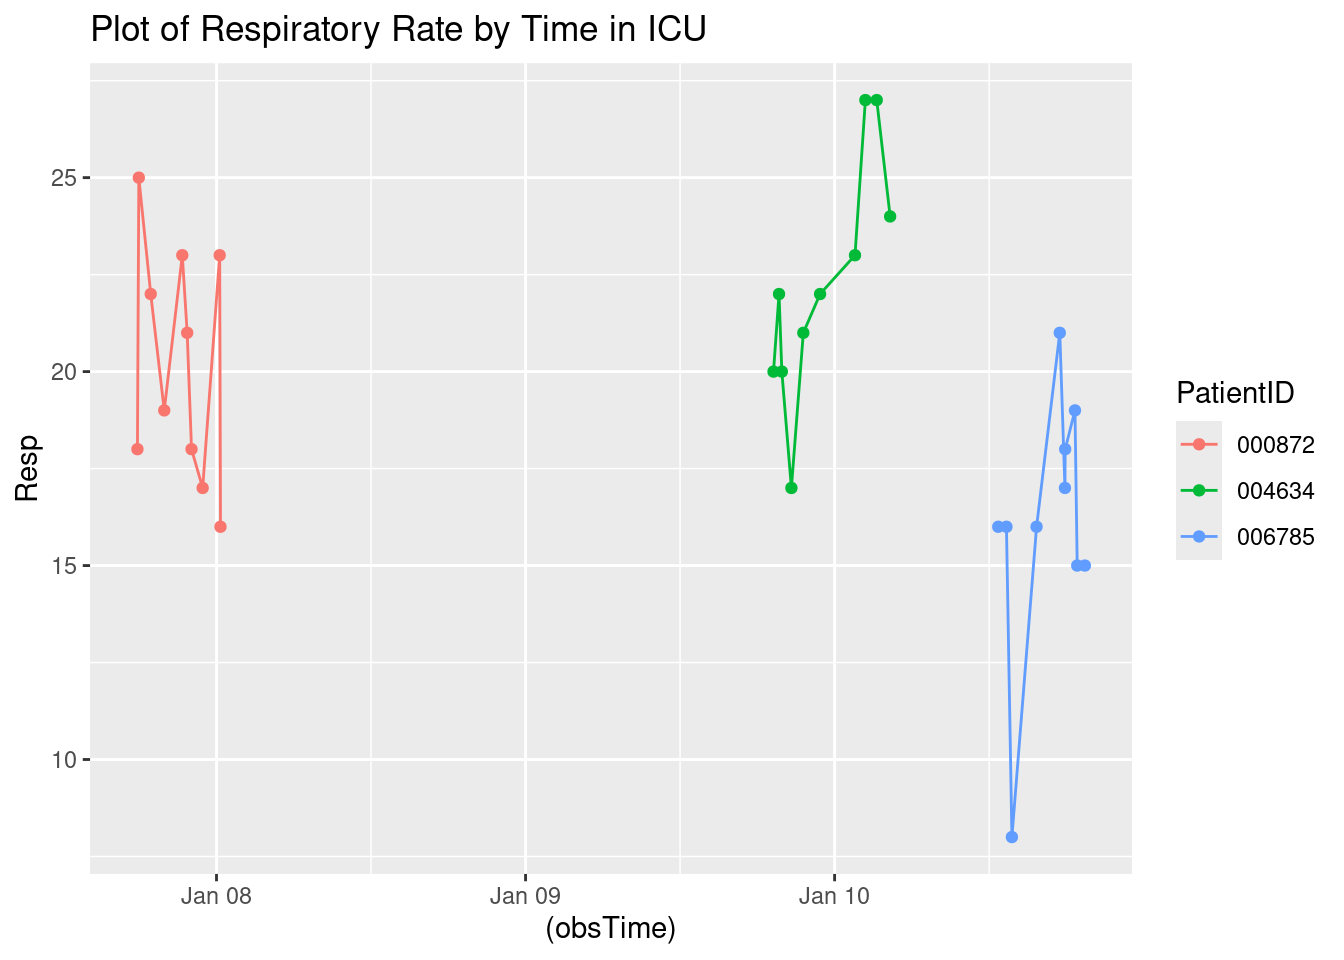 Plot of Respiratory Rate by Time in ICU
25
20
15
10
Resp
Jan 08
Jan 09
Jan 10
(obsTime)
PatientID
000872
004634
006785